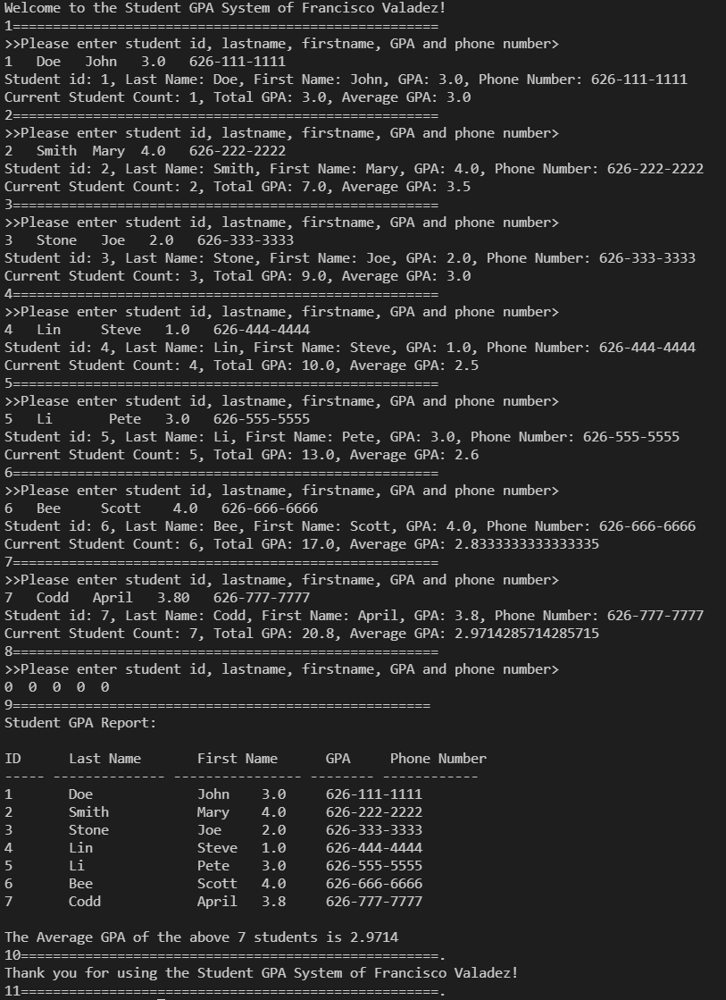 Welcome to the Student GPA System of Francisco Valadez!
1=====================================================
>>Please enter student id, lastname, firstname, GPA and phone number>
1   Doe   John   3.0   626-111-1111
Student id: 1, Last Name: Doe, First Name: John, GPA: 3.0, Phone Number: 626-111-1111
Current Student Count: 1, Total GPA: 3.0, Average GPA: 3.0
2=====================================================
>>Please enter student id, lastname, firstname, GPA and phone number>
2   Smith  Mary  4.0   626-222-2222
Student id: 2, Last Name: Smith, First Name: Mary, GPA: 4.0, Phone Number: 626-222-2222
Current Student Count: 2, Total GPA: 7.0, Average GPA: 3.5
3=====================================================
>>Please enter student id, lastname, firstname, GPA and phone number>
3   Stone   Joe   2.0   626-333-3333
Student id: 3, Last Name: Stone, First Name: Joe, GPA: 2.0, Phone Number: 626-333-3333
Current Student Count: 3, Total GPA: 9.0, Average GPA: 3.0
4=====================================================
>>Please enter student id, lastname, firstname, GPA and phone number>
4   Lin     Steve   1.0   626-444-4444
Student id: 4, Last Name: Lin, First Name: Steve, GPA: 1.0, Phone Number: 626-444-4444
Current Student Count: 4, Total GPA: 10.0, Average GPA: 2.5
5=====================================================
>>Please enter student id, lastname, firstname, GPA and phone number>
5   Li       Pete   3.0   626-555-5555
Student id: 5, Last Name: Li, First Name: Pete, GPA: 3.0, Phone Number: 626-555-5555
Current Student Count: 5, Total GPA: 13.0, Average GPA: 2.6
6=====================================================
>>Please enter student id, lastname, firstname, GPA and phone number>
6   Bee     Scott    4.0   626-666-6666
Student id: 6, Last Name: Bee, First Name: Scott, GPA: 4.0, Phone Number: 626-666-6666
Current Student Count: 6, Total GPA: 17.0, Average GPA: 2.8333333333333335
7=====================================================
>>Please enter student id, lastname, firstname, GPA and phone number>
7   Codd   April   3.80   626-777-7777
Student id: 7, Last Name: Codd, First Name: April, GPA: 3.8, Phone Number: 626-777-7777
Current Student Count: 7, Total GPA: 20.8, Average GPA: 2.9714285714285715
8=====================================================
>>Please enter student id, lastname, firstname, GPA and phone number>
0  0  0  0  0
9====================================================
Student GPA Report:

ID      Last Name       First Name      GPA     Phone Number
----- -------------- ---------------- -------- ------------
1       Doe             John    3.0     626-111-1111
2       Smith           Mary    4.0     626-222-2222
3       Stone           Joe     2.0     626-333-3333
4       Lin             Steve   1.0     626-444-4444
5       Li              Pete    3.0     626-555-5555
6       Bee             Scott   4.0     626-666-6666
7       Codd            April   3.8     626-777-7777

The Average GPA of the above 7 students is 2.9714
10====================================================.
Thank you for using the Student GPA System of Francisco Valadez!
11====================================================.